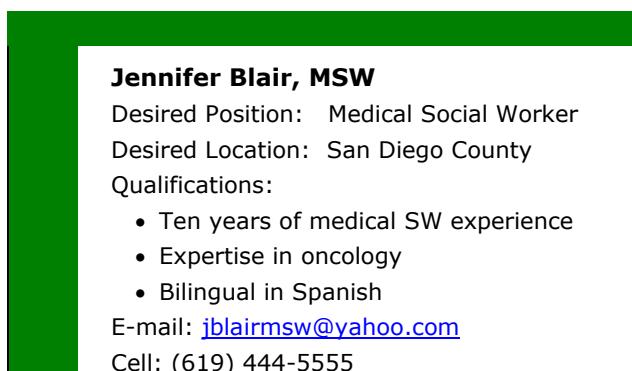 Jennifer Blair, MSW
Desired Position: Medical Social Worker
Desired Location: San Diego County
Qualifications:
• Ten years of medical SW experience
• Expertise in oncology
• Bilingual in Spanish
E-mail: jblairmsw@yahoo.com
Cell: (619) 444-5555